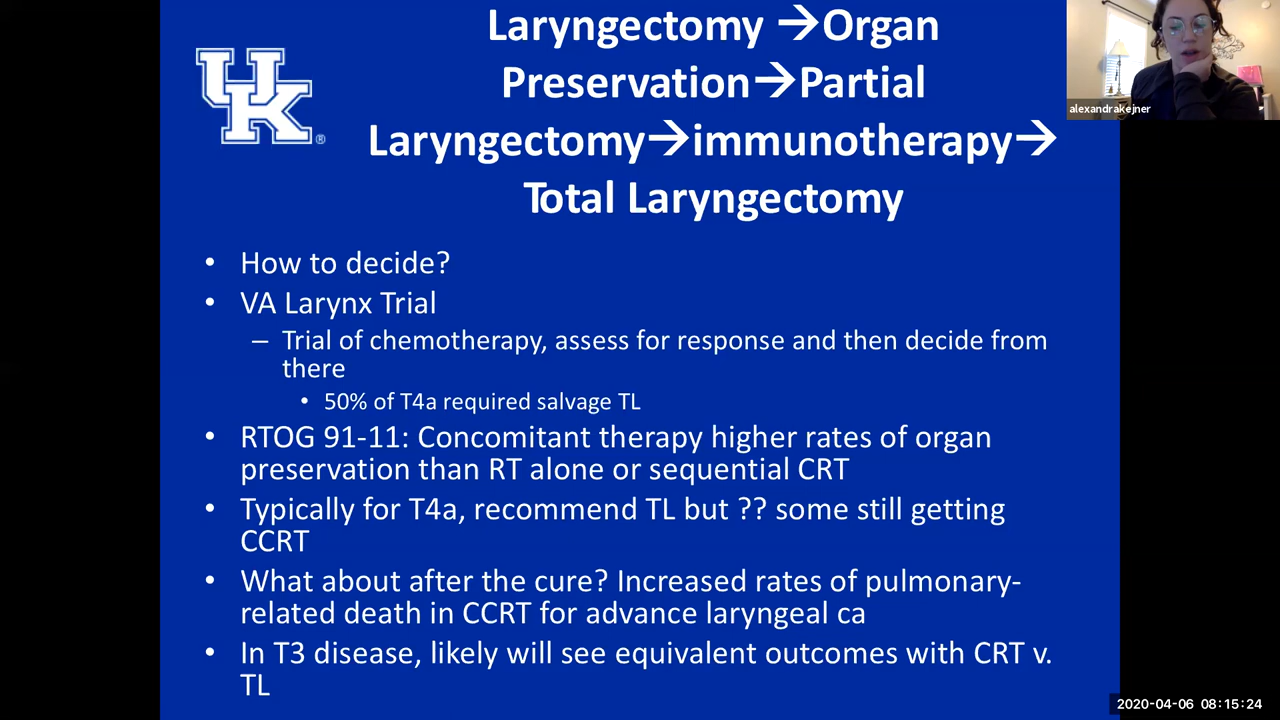 Laryngectomy →Organ
Preservation→Partial
Laryngectomy→immunotherapy→
Total Laryngectomy
UK®
alexandrakejner
• How to decide?
• VA Larynx Trial
– Trial of chemotherapy, assess for response and then decide from
there
• 50% of T4a required salvage TL
• RTOG 91-11: Concomitant therapy higher rates of organ
preservation than RT alone or sequential CRT
• Typically for T4a, recommend TL but ?? some still getting
CCRT
• What about after the cure? Increased rates of pulmonary-
related death in CCRT for advance laryngeal ca
• In T3 disease, likely will see equivalent outcomes with CRT v.
TL
2020-04-06 08:15:24